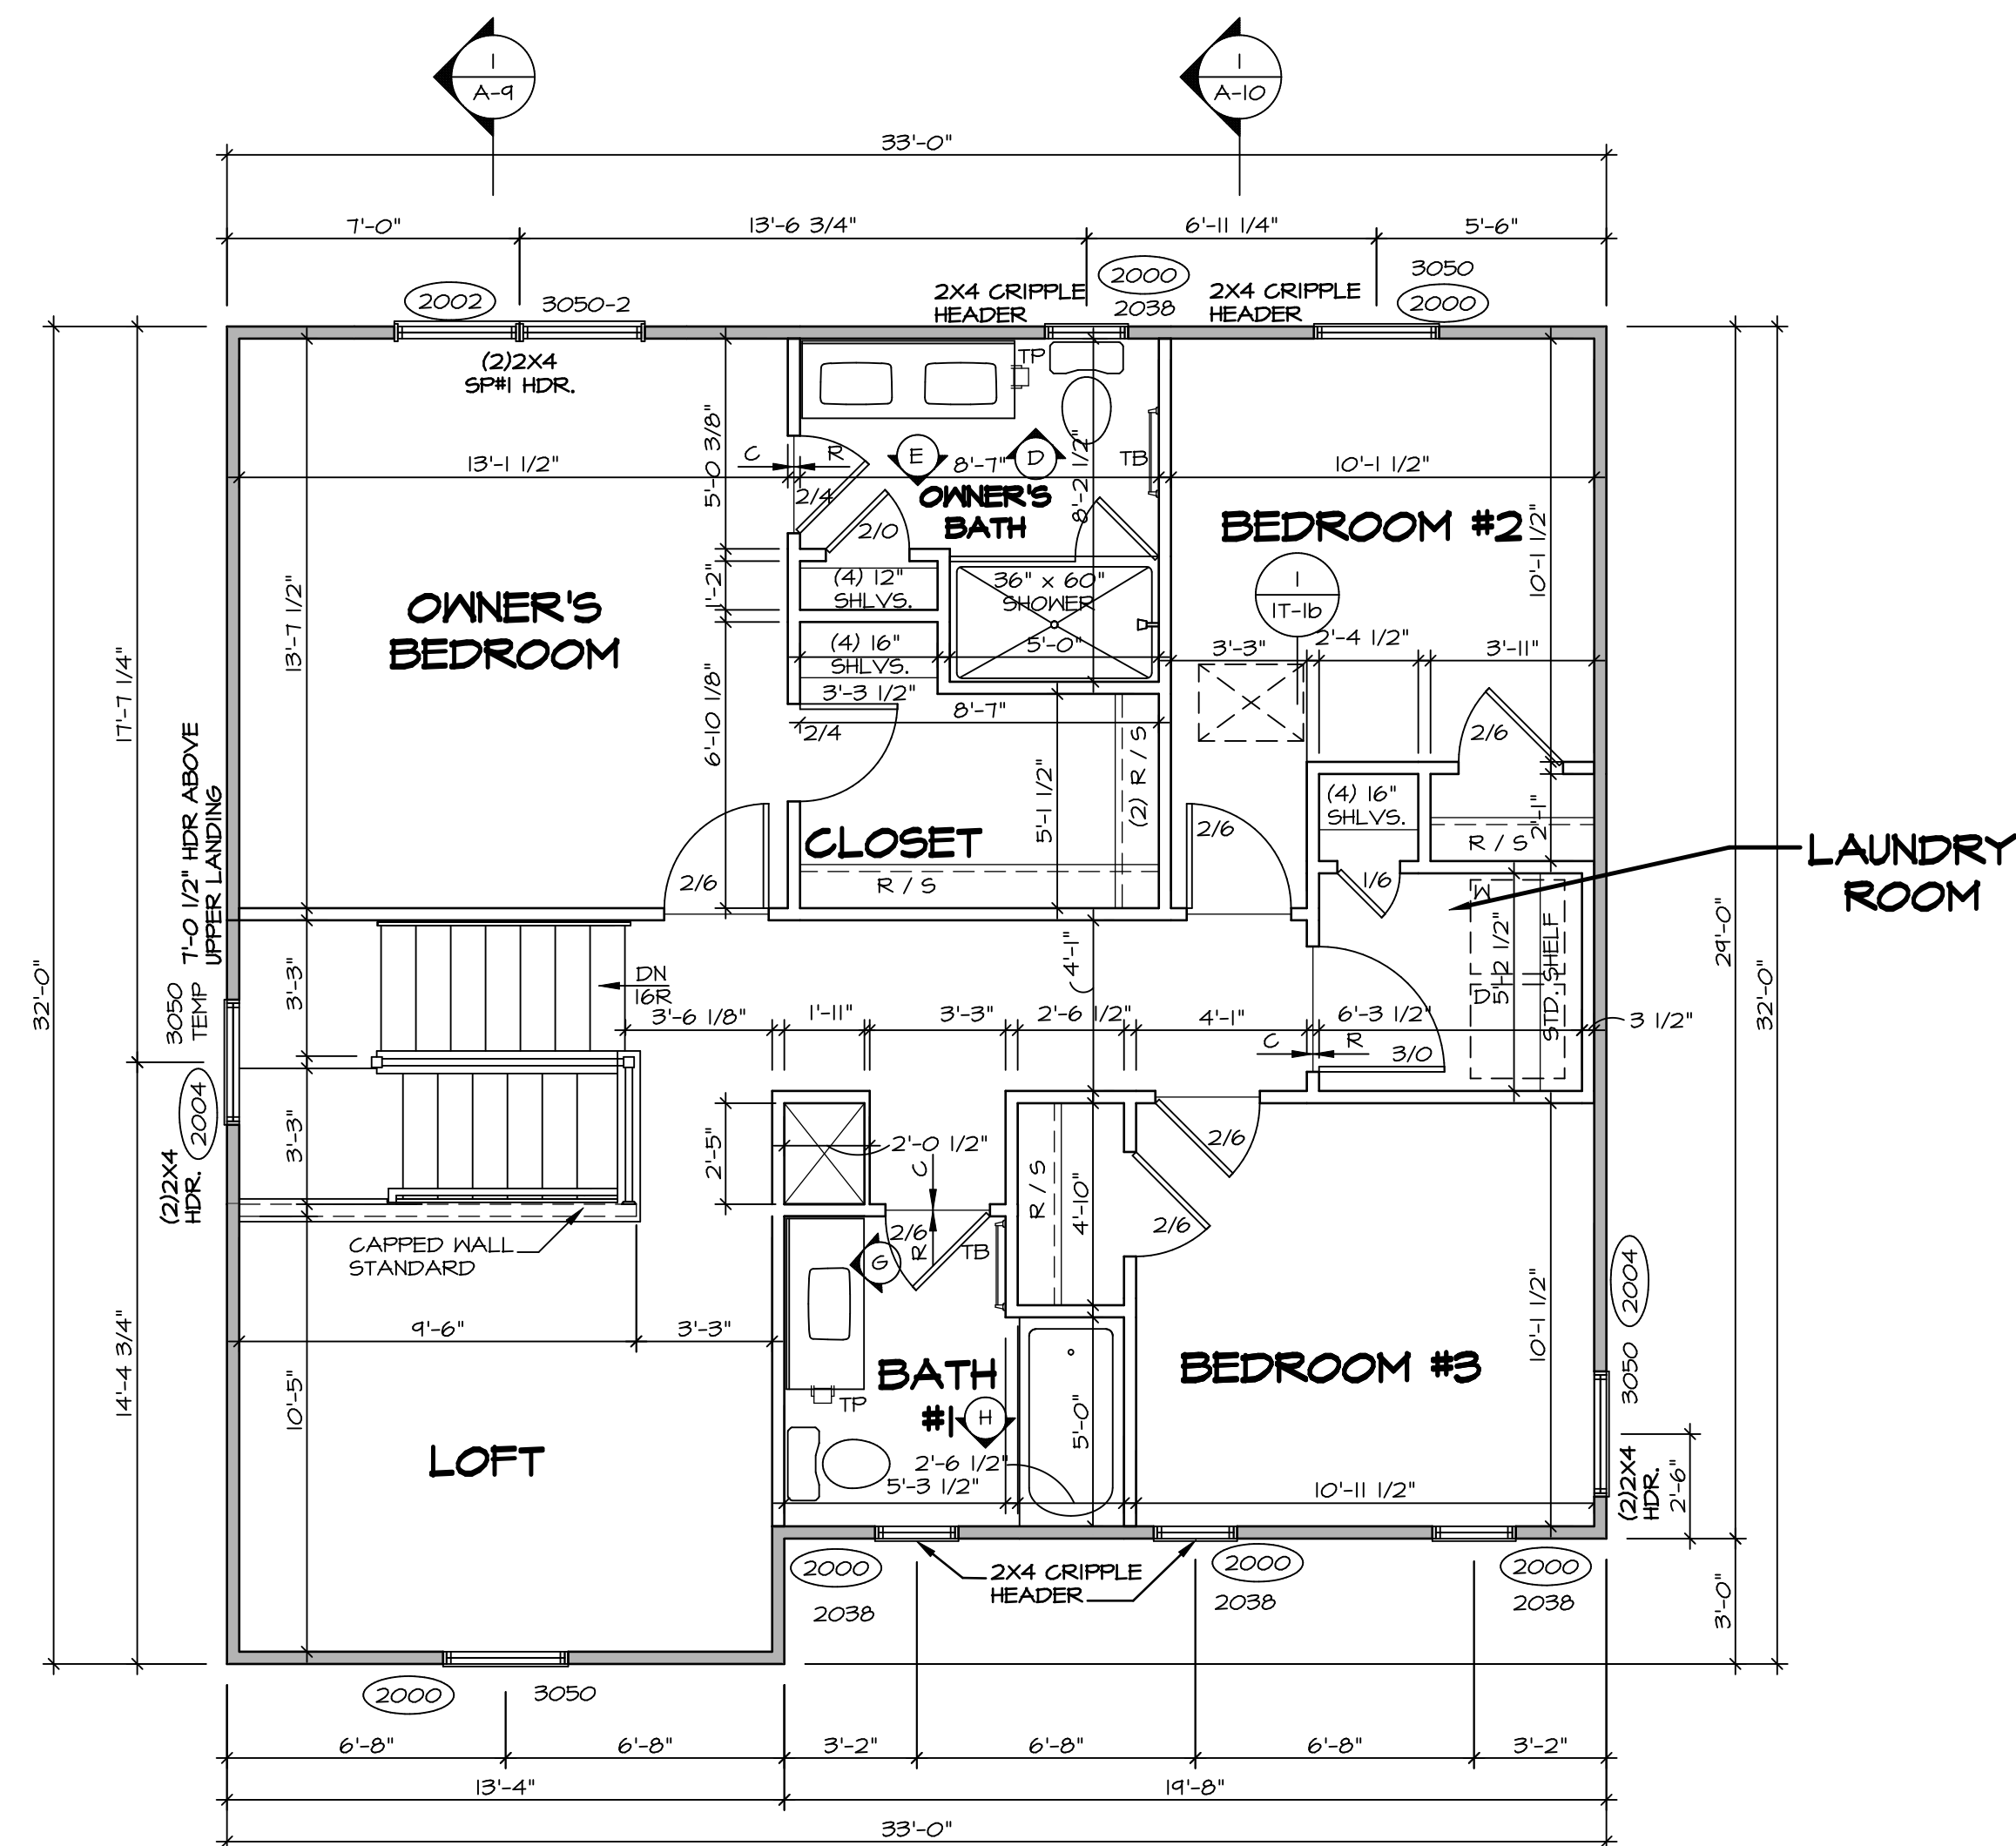 1
A-9
1
A-10
33'-0"
7'-0"
13'-6 3/4"
6'-11 1/4"
5'-6"
2002
3050-2
2X4 CRIPPLE
HEADER
2000
2038
2X4 CRIPPLE
HEADER
3050
2000
(2)2X4
SP#1 HDR.
TP
TB
C
R
E
D
13'-1 1/2"
5'-0 3/8"
8'-7"
8'-2 1/2"
10'-1 1/2"
2/4
2/0
OWNER'S
BATH
BEDROOM #2
10'-1 1/2"
OWNER'S
BEDROOM
13'-7 1/2"
1'-2"
(4) 12"
SHLVS.
36" x 60"
SHOWER
1
IT-1b
(4) 16"
SHLVS.
5'-0"
3'-3"
2'-4 1/2"
3'-11"
3'-3 1/2"
8'-7"
6'-10 1/8"
2/4
(2) R / S
5'-1 1/2"
2/6
(4) 16"
SHLVS.
2'-1"
R / S
CLOSET
R / S
2/6
2/6
1/6
LAUNDRY
ROOM
W
D
5'-2 1/2"
STD. SHELF
17'-7 1/4"
7'-0 1/2" HDR ABOVE
UPPER LANDING
32'-0"
3050
TEMP
2004
(2)2X4
HDR.
14'-4 3/4"
3'-3"
DN
16R
4'-1"
3'-6 1/8"
1'-11"
3'-3"
2'-6 1/2"
4'-1"
6'-3 1/2"
3 1/2"
C
R
3/0
29'-0"
32'-0"
3'-3"
2'-5"
2'-0 1/2"
C
R
2/6
TB
G
R / S
4'-10"
2/6
2/6
CAPPED WALL
STANDARD
9'-6"
3'-3"
10'-5"
LOFT
BATH
#1
H
TP
5'-0"
2'-6 1/2"
5'-3 1/2"
BEDROOM #3
10'-1 1/2"
10'-11 1/2"
2004
3050
(2)2X4
HDR.
2'-6"
3'-0"
2000
2038
2X4 CRIPPLE
HEADER
2000
2038
2000
2038
2000
3050
6'-8"
6'-8"
3'-2"
6'-8"
6'-8"
3'-2"
13'-4"
19'-8"
33'-0"